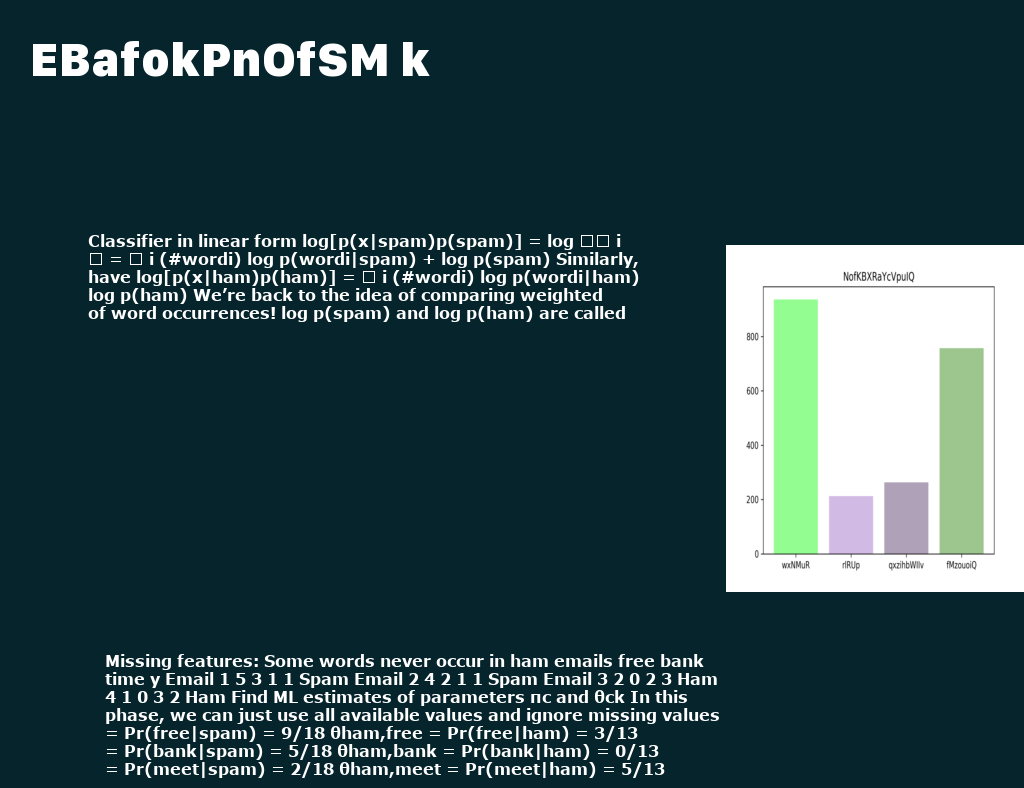 EBafokPnOfSM k
Classifier in linear form log[p(x|spam)p(spam)] = log □□ i
□ = □ i (#wordi) log p(wordi|spam) + log p(spam) Similarly,
have log[p(x|ham)p(ham)] = □ i (#wordi) log p(wordi|ham)
log p(ham) We’re back to the idea of comparing weighted
of word occurrences! log p(spam) and log p(ham) are called
NofKBXRaYcVpuIQ
800
600
400
200
0
wxNMuR rlRUp qxzihbWIlv fMzouoiQ
Missing features: Some words never occur in ham emails free bank
time y Email 1 5 3 1 1 Spam Email 2 4 2 1 1 Spam Email 3 2 0 2 3 Ham
4 1 0 3 2 Ham Find ML estimates of parameters πc and θck In this
phase, we can just use all available values and ignore missing values
= Pr(free|spam) = 9/18 θham,free = Pr(free|ham) = 3/13
= Pr(bank|spam) = 5/18 θham,bank = Pr(bank|ham) = 0/13
= Pr(meet|spam) = 2/18 θham,meet = Pr(meet|ham) = 5/13